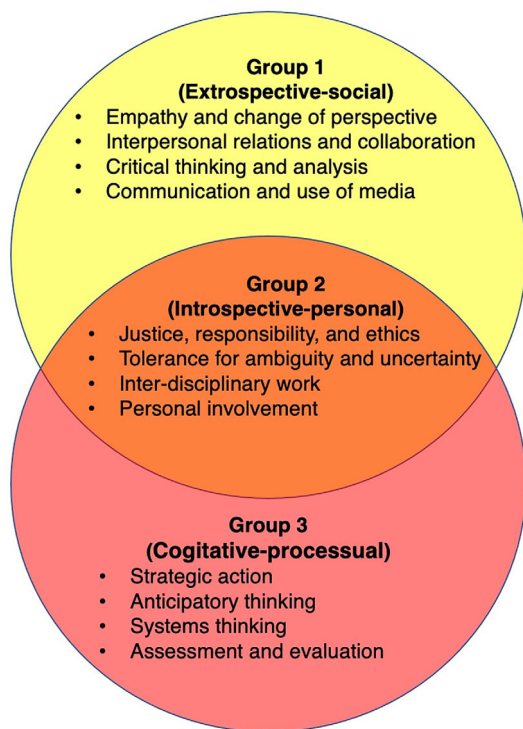 Group 1
(Extrospective-social)
• Empathy and change of perspective
• Interpersonal relations and collaboration
• Critical thinking and analysis
• Communication and use of media
Group 2
(Introspective-personal)
• Justice, responsibility, and ethics
• Tolerance for ambiguity and uncertainty
• Inter-disciplinary work
• Personal involvement
Group 3
(Cogitative-processual)
• Strategic action
• Anticipatory thinking
• Systems thinking
• Assessment and evaluation